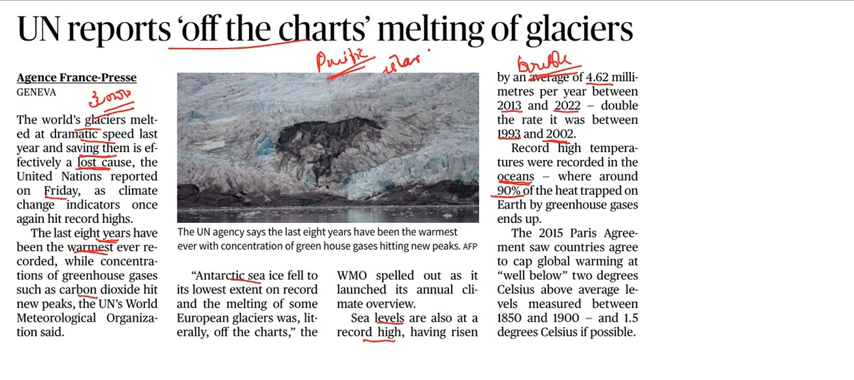 UN reports ‘off the charts’ melting of glaciers
Agence France-Presse
GENEVA
The world’s glaciers melt-
ed at dramatic speed last
year and saving them is ef-
fectively a lost cause, the
United Nations reported
on Friday, as climate
change indicators once
again hit record highs.
The last eight years have
been the warmest ever re-
corded, while concentra-
tions of greenhouse gases
such as carbon dioxide hit
new peaks, the UN’s World
Meteorological Organiza-
tion said.
Pacific
The UN agency says the last eight years have been the warmest
ever with concentration of green house gases hitting new peaks. AFP
“Antarctic sea ice fell to
its lowest extent on record
and the melting of some
European glaciers was, lit-
erally, off the charts,” the
WMO spelled out as it
launched its annual cli-
mate overview.
Sea levels are also at a
record high, having risen
by an average of 4.62 milli-
metres per year between
2013 and 2022 – double
the rate it was between
1993 and 2002.
Record high tempera-
tures were recorded in the
oceans – where around
90% of the heat trapped on
Earth by greenhouse gases
ends up.
The 2015 Paris Agree-
ment saw countries agree
to cap global warming at
“well below” two degrees
Celsius above average le-
vels measured between
1850 and 1900 – and 1.5
degrees Celsius if possible.